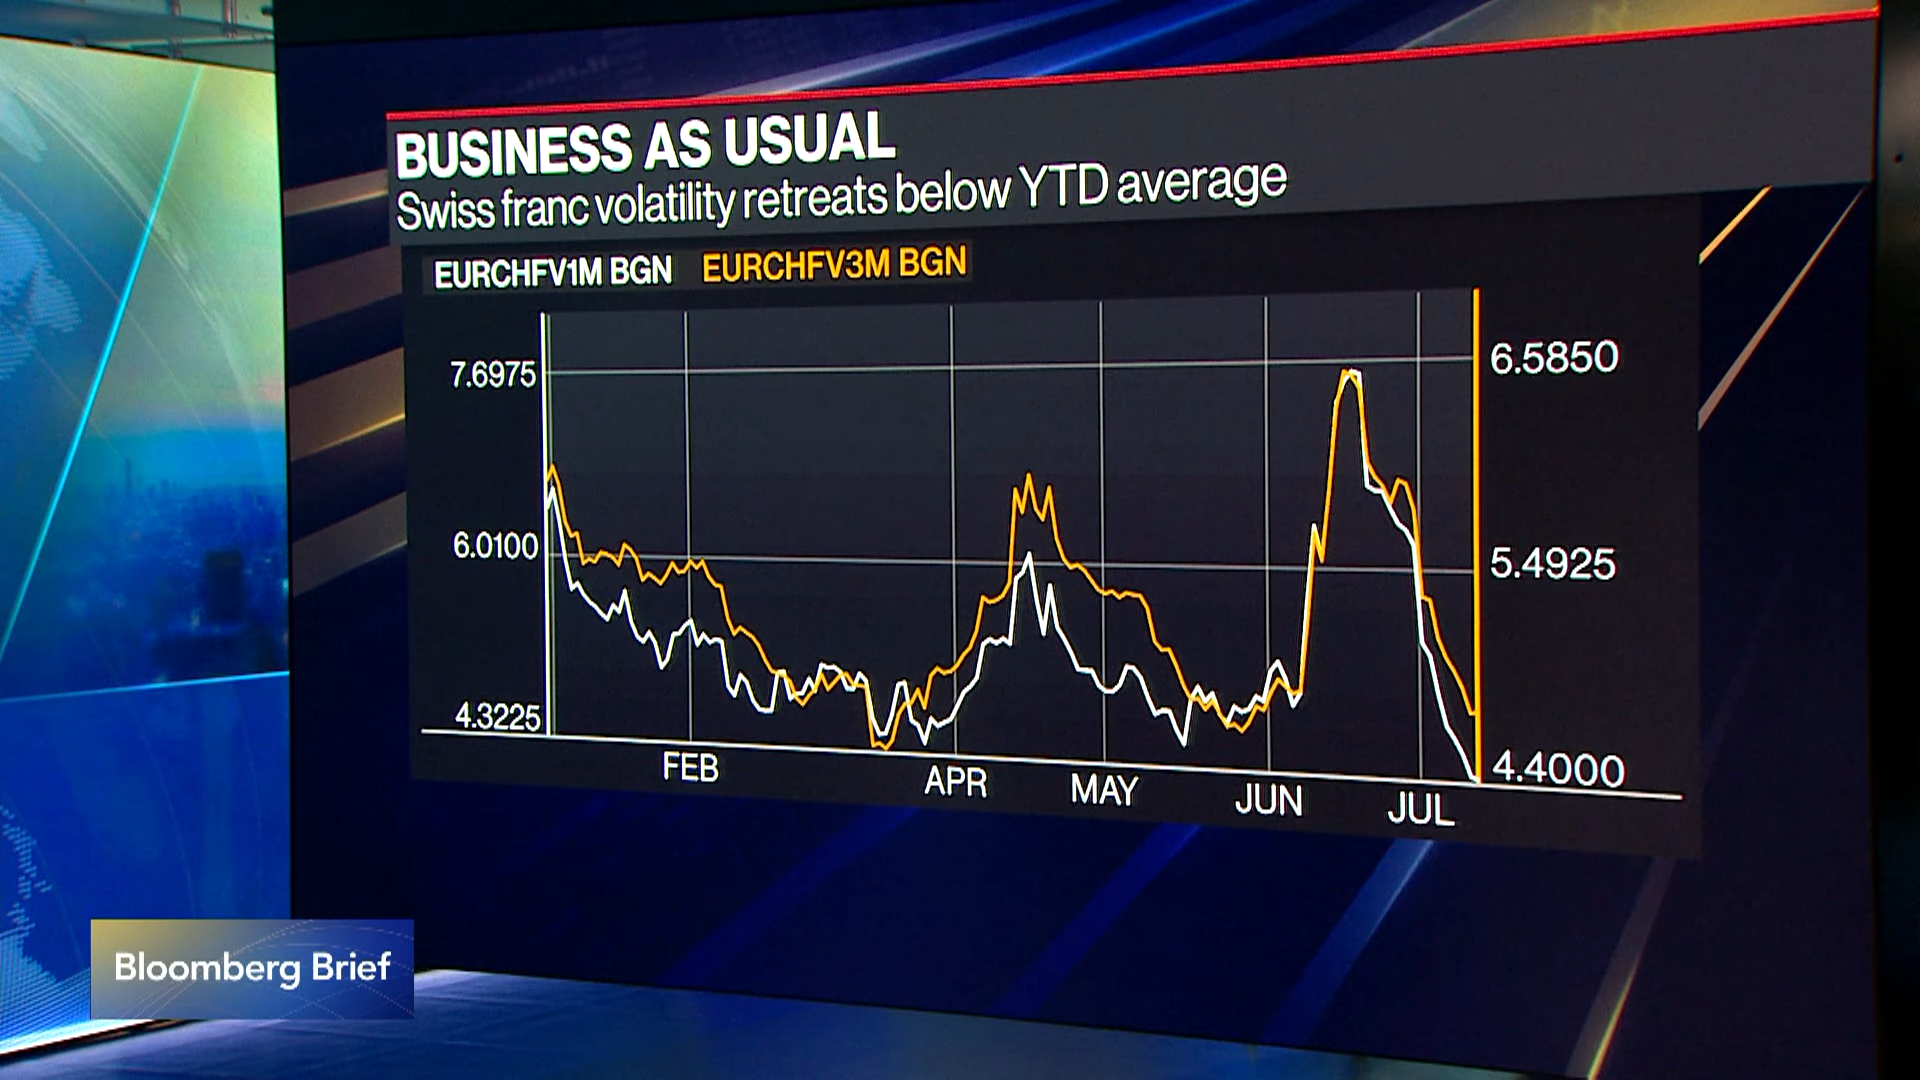 BUSINESS AS USUAL
Swiss franc volatility retreats below YTD average
EURCHFV1M BGN EURCHFV3M BGN
7.6975 6.5850
6.0100 5.4925
4.3225 4.4000
FEB APR MAY JUN JUL
Bloomberg Brief